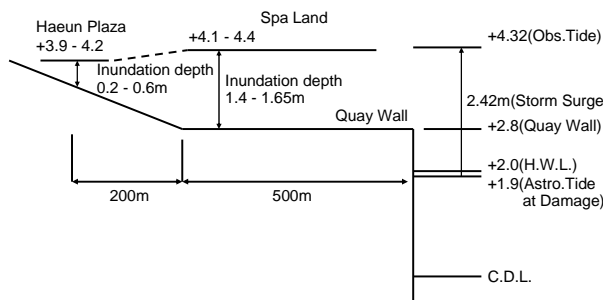 Spa Land
Haeun Plaza
+3.9 - 4.2
+4.1 - 4.4
+4.32(Obs.Tide)
Inundation depth
0.2 - 0.6m
Inundation depth
1.4 - 1.65m
2.42m(Storm Surge
Quay Wall
+2.8(Quay Wall)
+2.0(H.W.L.)
+1.9(Astro.Tide
at Damage)
200m
500m
C.D.L.